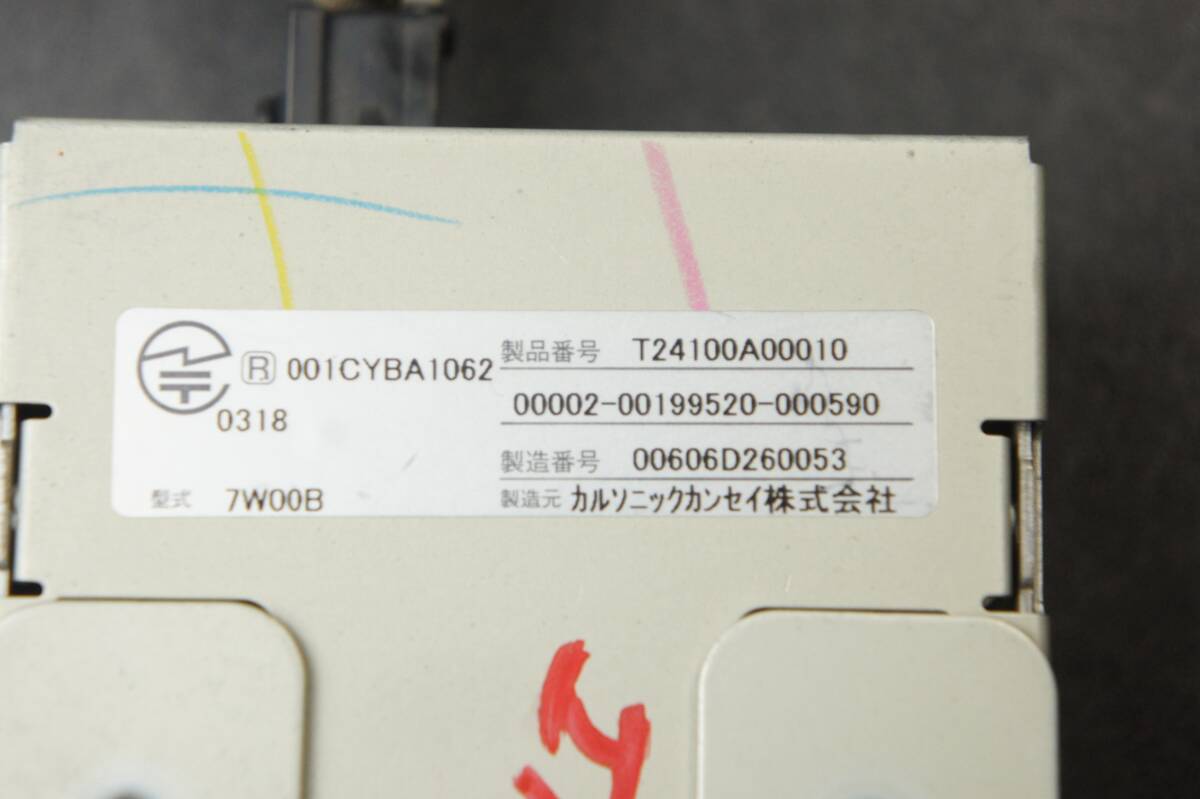 R 001CYBA1062
0318
型式 7W00B
製品番号 T24100A00010
00002-00199520-000590
製造番号 00606D260053
製造元 カルソニックカンセイ株式会社